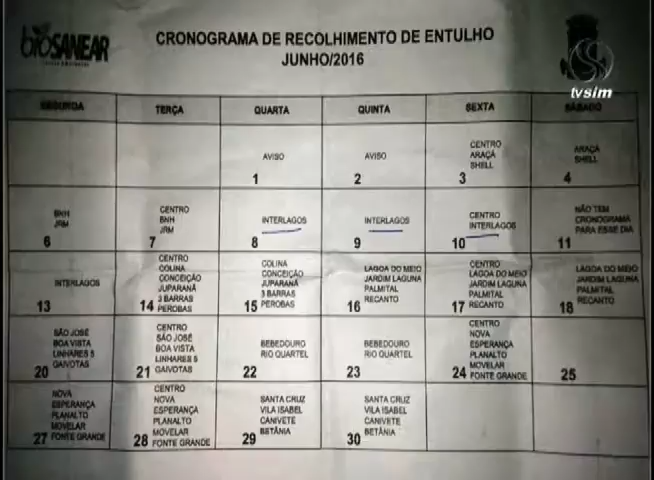 bioSANEAR
CRONOGRAMA DE RECOLHIMENTO DE ENTULHO
JUNHO/2016
tvsim
SEGUNDA
TERÇA
QUARTA
QUINTA
SEXTA
SÁBADO
AVISO
1
AVISO
2
CENTRO
ARAÇÁ
SHELL
3
ARAÇÁ
SHELL
4
BNH
JRM
6
CENTRO
BNH
JRM
7
INTERLAGOS
8
INTERLAGOS
9
CENTRO
INTERLAGOS
10
NÃO TEM
CRONOGRAMA
PARA ESSE DIA
11
INTERLAGOS
13
CENTRO
COLINA
CONCEIÇÃO
JUPARANÃ
3 BARRAS
14 PEROBAS
COLINA
CONCEIÇÃO
JUPARANÃ
3 BARRAS
15 PEROBAS
LAGOA DO MEIO
JARDIM LAGUNA
PALMITAL
16 RECANTO
CENTRO
LAGOA DO MEIO
JARDIM LAGUNA
PALMITAL
17 RECANTO
LAGOA DO MEIO
JARDIM LAGUNA
PALMITAL
18 RECANTO
SÃO JOSÉ
BOA VISTA
LINHARES 5
20 GAIVOTAS
CENTRO
SÃO JOSÉ
BOA VISTA
LINHARES 5
21 GAIVOTAS
BEBEDOURO
RIO QUARTEL
22
BEBEDOURO
RIO QUARTEL
23
CENTRO
NOVA
ESPERANÇA
PLANALTO
MOVELAR
24 FONTE GRANDE
25
NOVA
ESPERANÇA
PLANALTO
MOVELAR
27 FONTE GRANDE
CENTRO
NOVA
ESPERANÇA
PLANALTO
MOVELAR
28 FONTE GRANDE
SANTA CRUZ
VILA ISABEL
CANIVETE
29 BETÂNIA
SANTA CRUZ
VILA ISABEL
CANIVETE
BETÂNIA
30